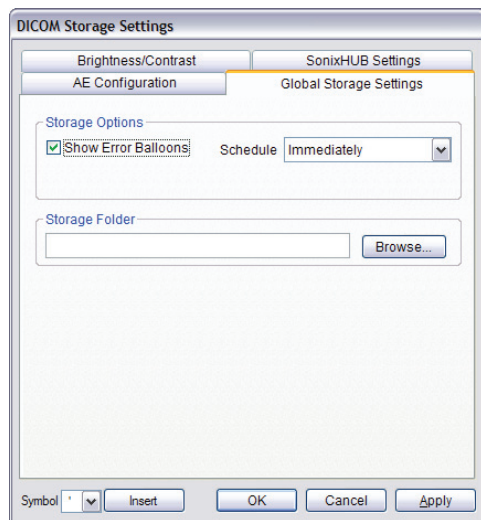 DICOM Storage Settings
Brightness/Contrast SonixHUB Settings
AE Configuration Global Storage Settings
Storage Options
Show Error Balloons Schedule Immediately
Storage Folder
Browse...
Symbol ' Insert OK Cancel Apply